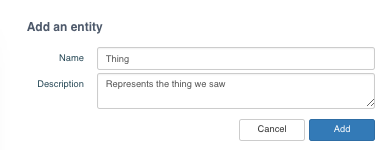 Add an entity
Name Thing
Description Represents the thing we saw
Cancel Add